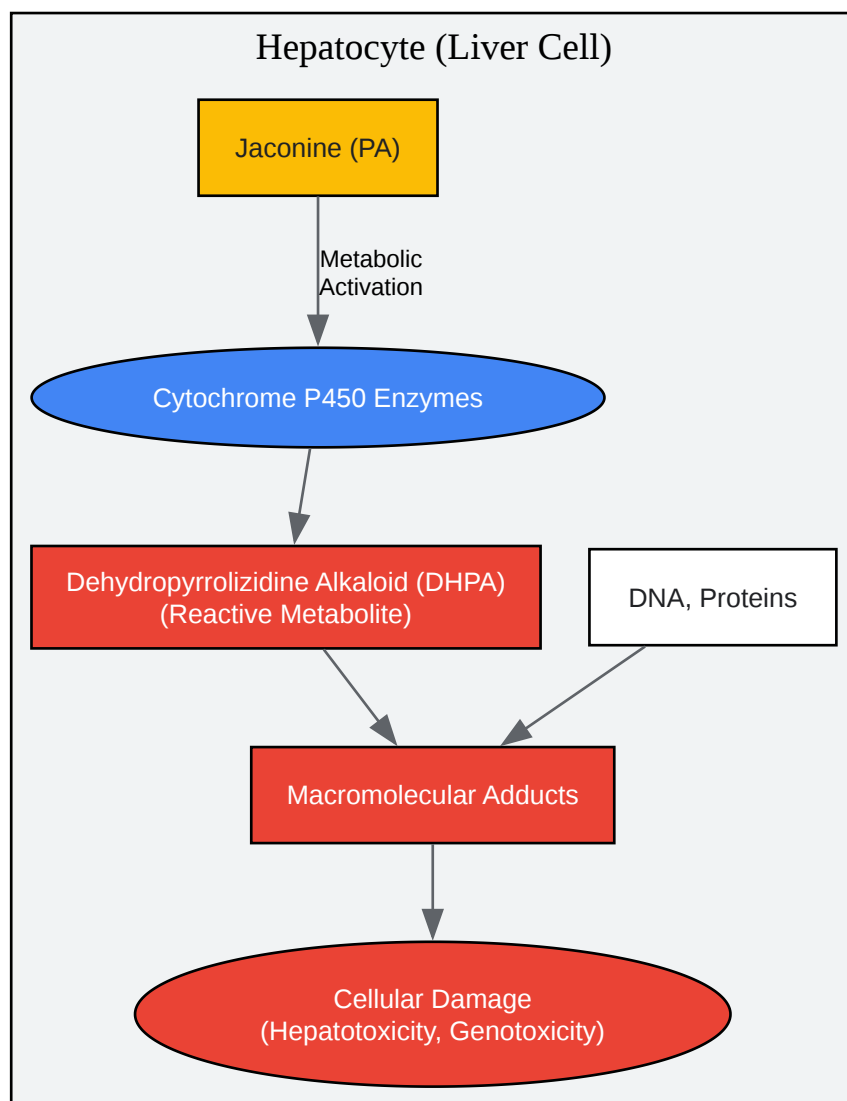 Hepatocyte (Liver Cell)
Jaconine (PA)
Metabolic
Activation
Cytochrome P450 Enzymes
Dehydropyrrolizidine Alkaloid (DHPA)
(Reactive Metabolite)
DNA, Proteins
Macromolecular Adducts
Cellular Damage
(Hepatotoxicity, Genotoxicity)